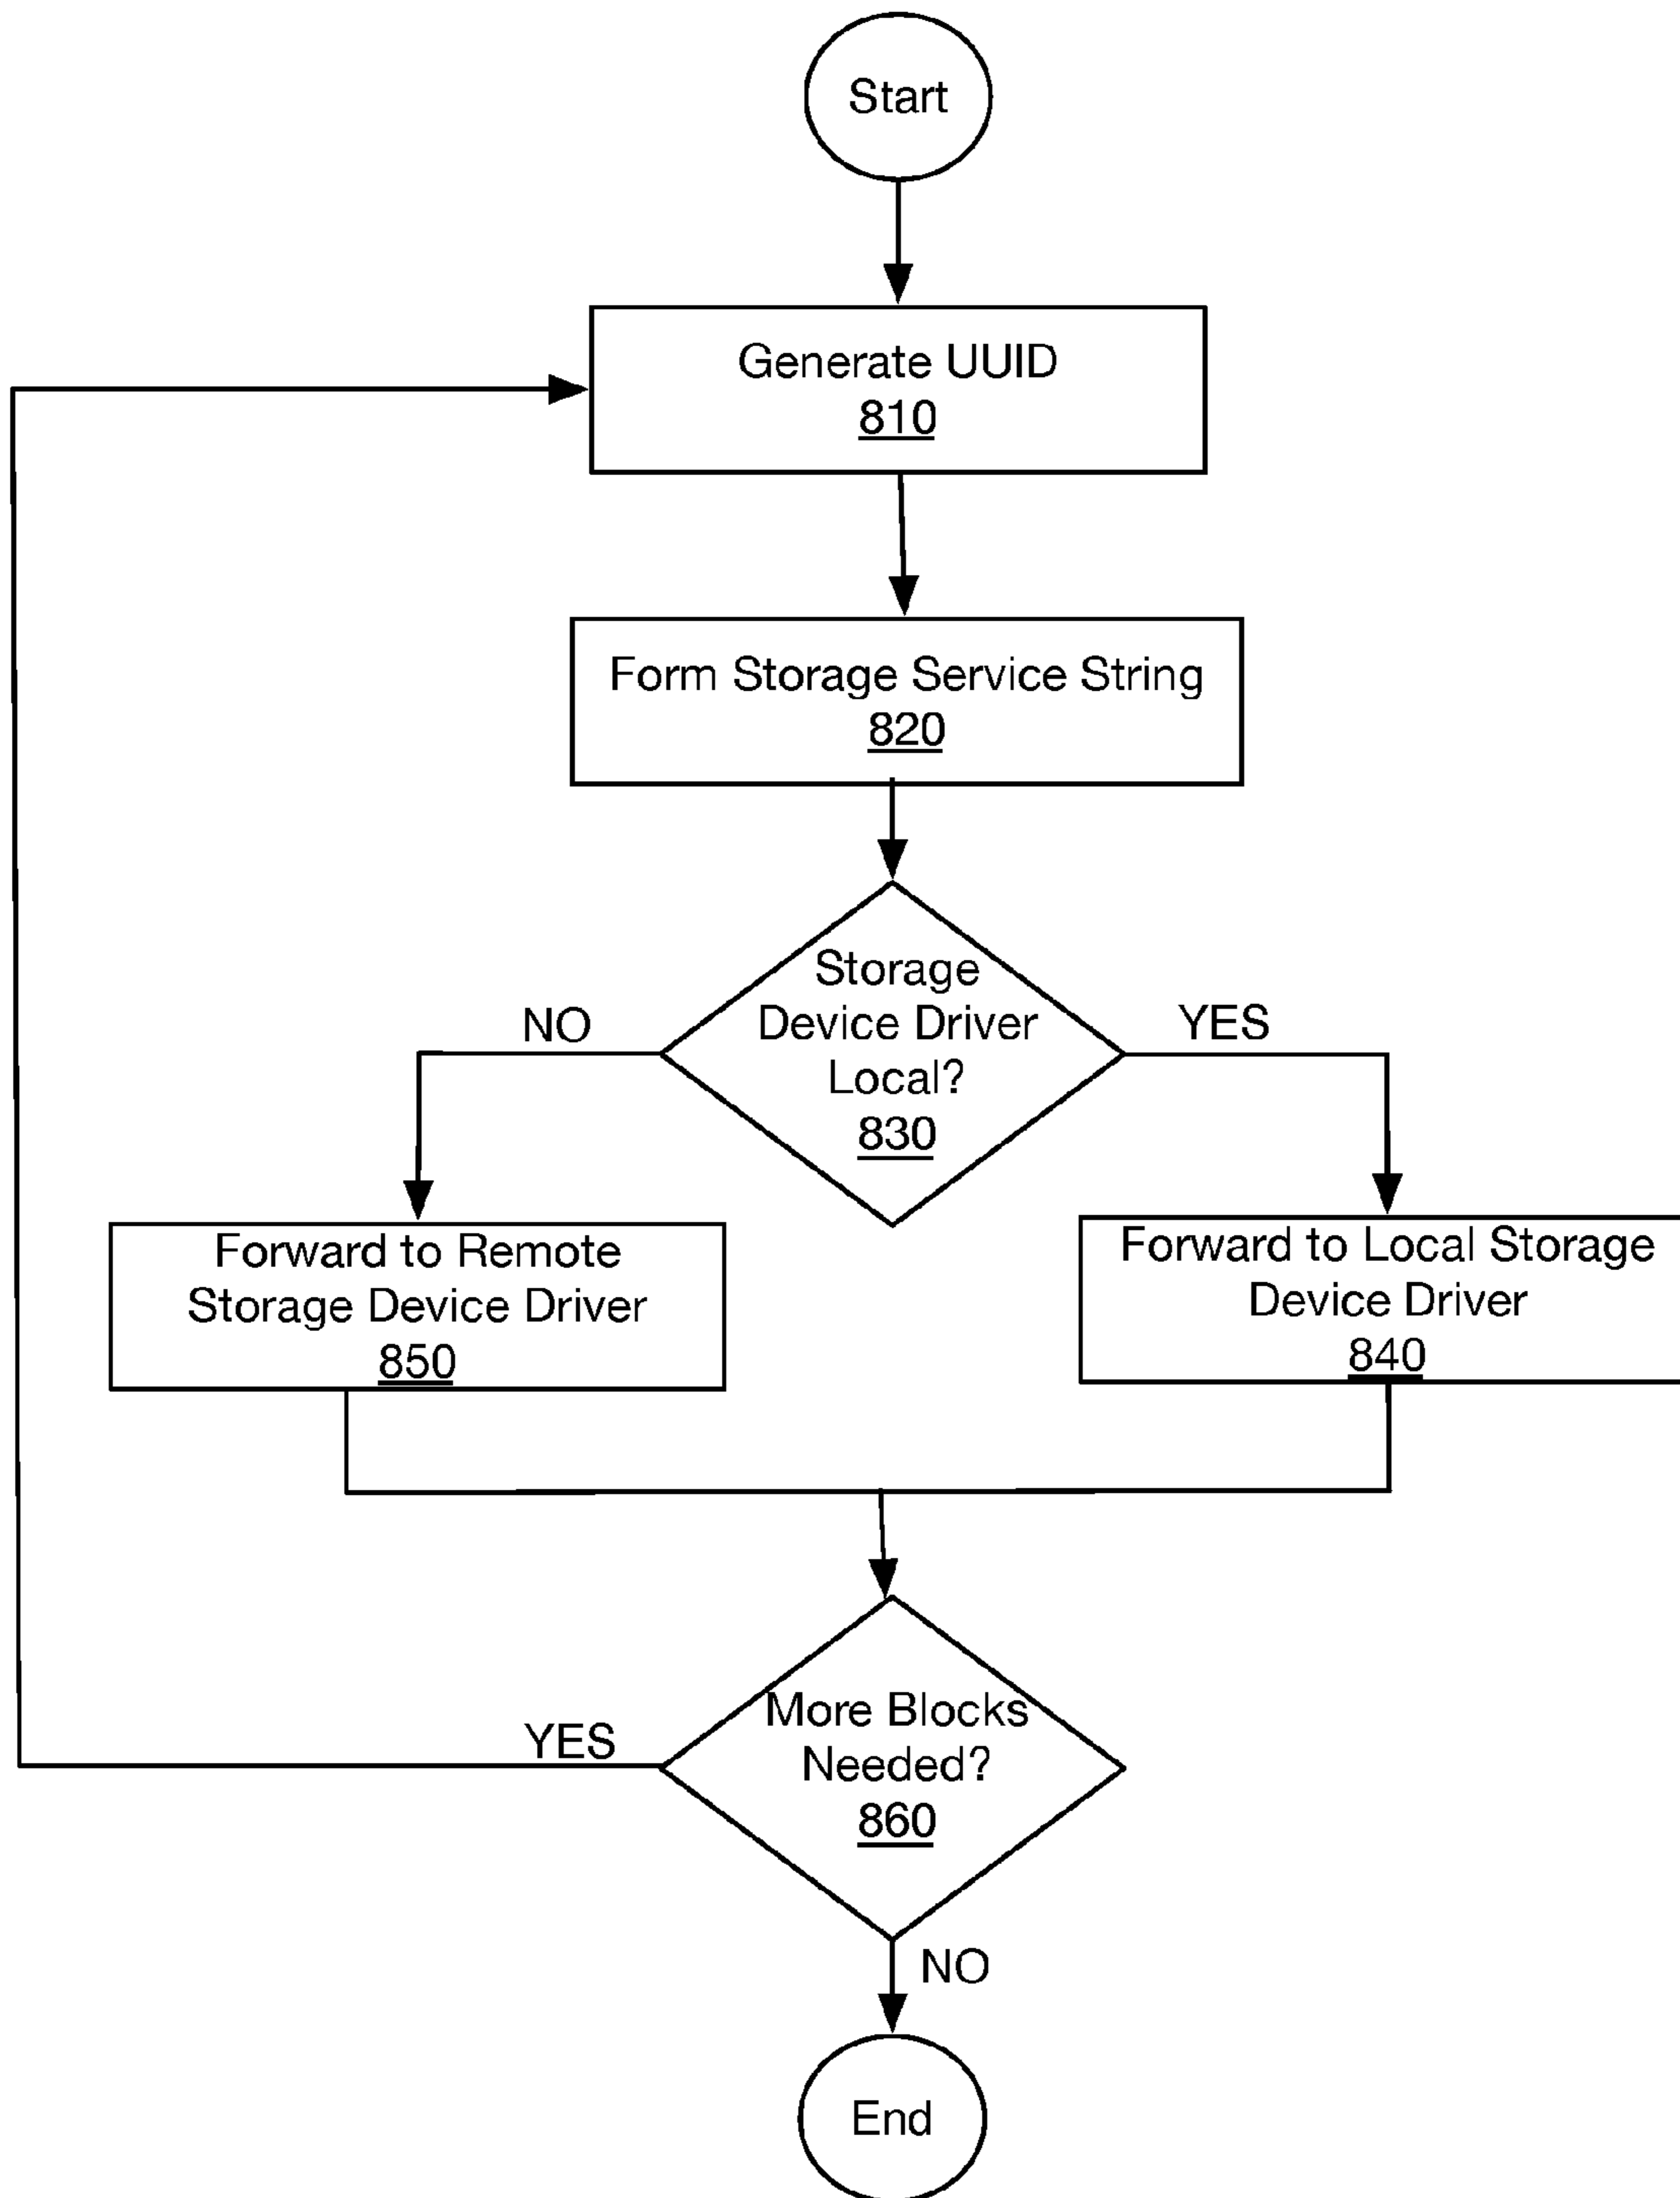 Start
Generate UUID
810
Form Storage Service String
820
Storage
Device Driver
Local?
830
NO
YES
Forward to Remote
Storage Device Driver
850
Forward to Local Storage
Device Driver
840
More Blocks
Needed?
860
YES
NO
End